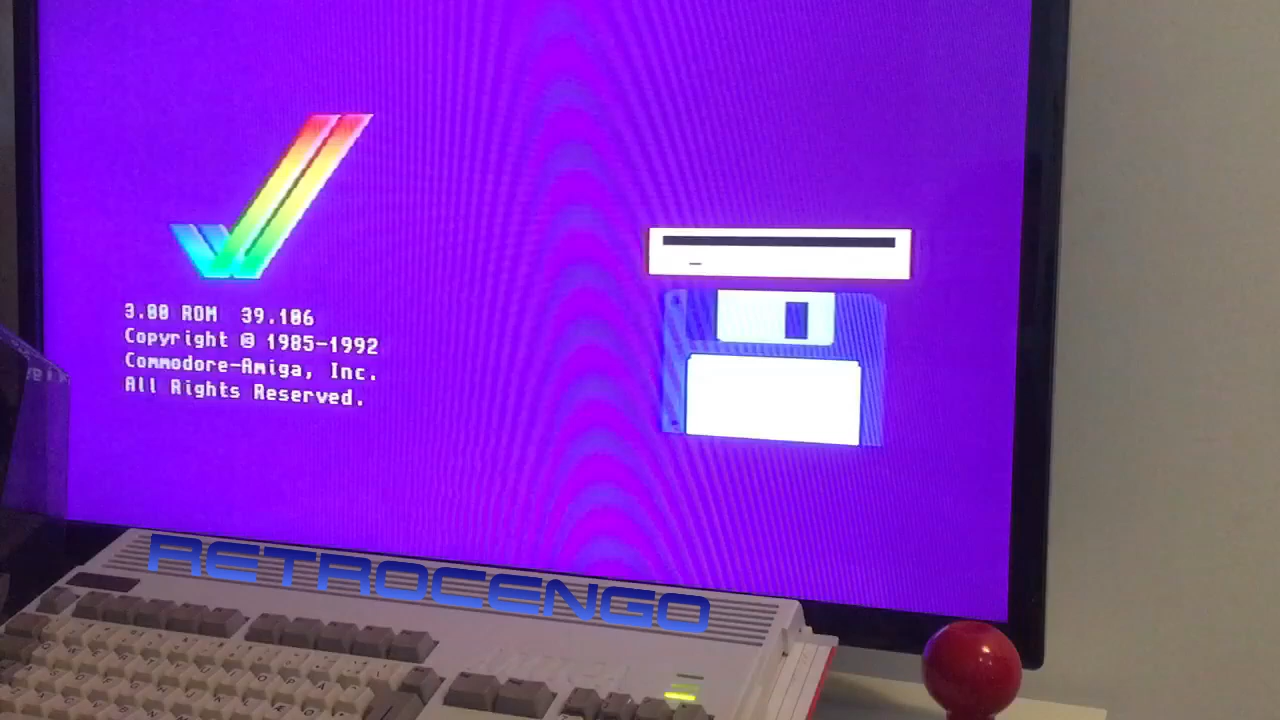 3.00 ROM 39.106
Copyright © 1985-1992
Commodore-Amiga, Inc.
All Rights Reserved.
RETROCENGO